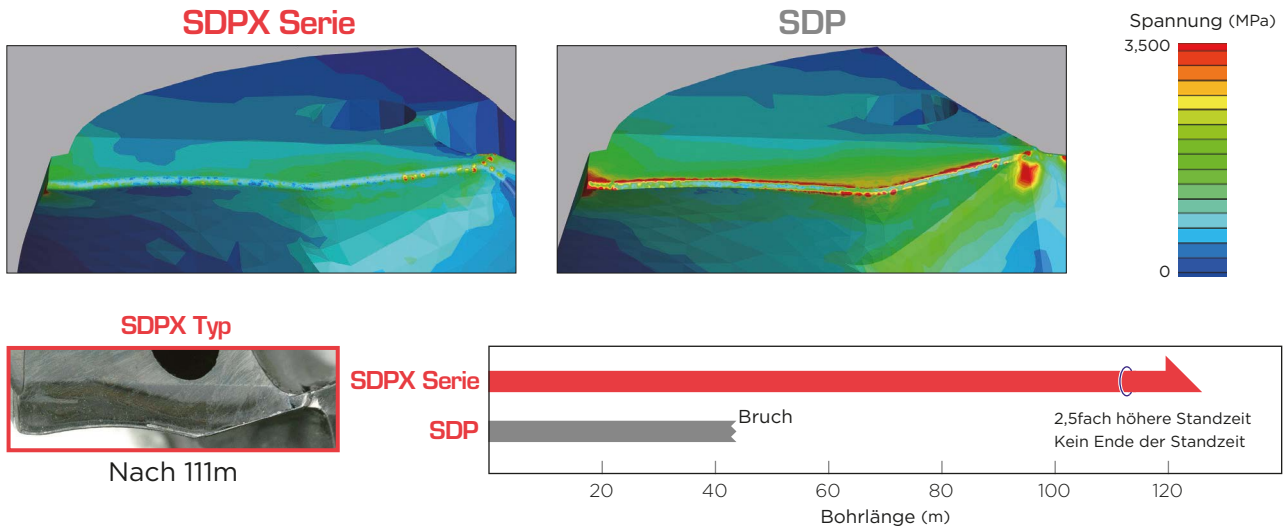 SDPX Serie
SDP
Spannung (MPa)
3,500
0
SDPX Typ
Nach 111m
SDPX Serie
SDP
Bruch
2,5fach höhere Standzeit
Kein Ende der Standzeit
20 40 60 80 100 120
Bohrlänge (m)